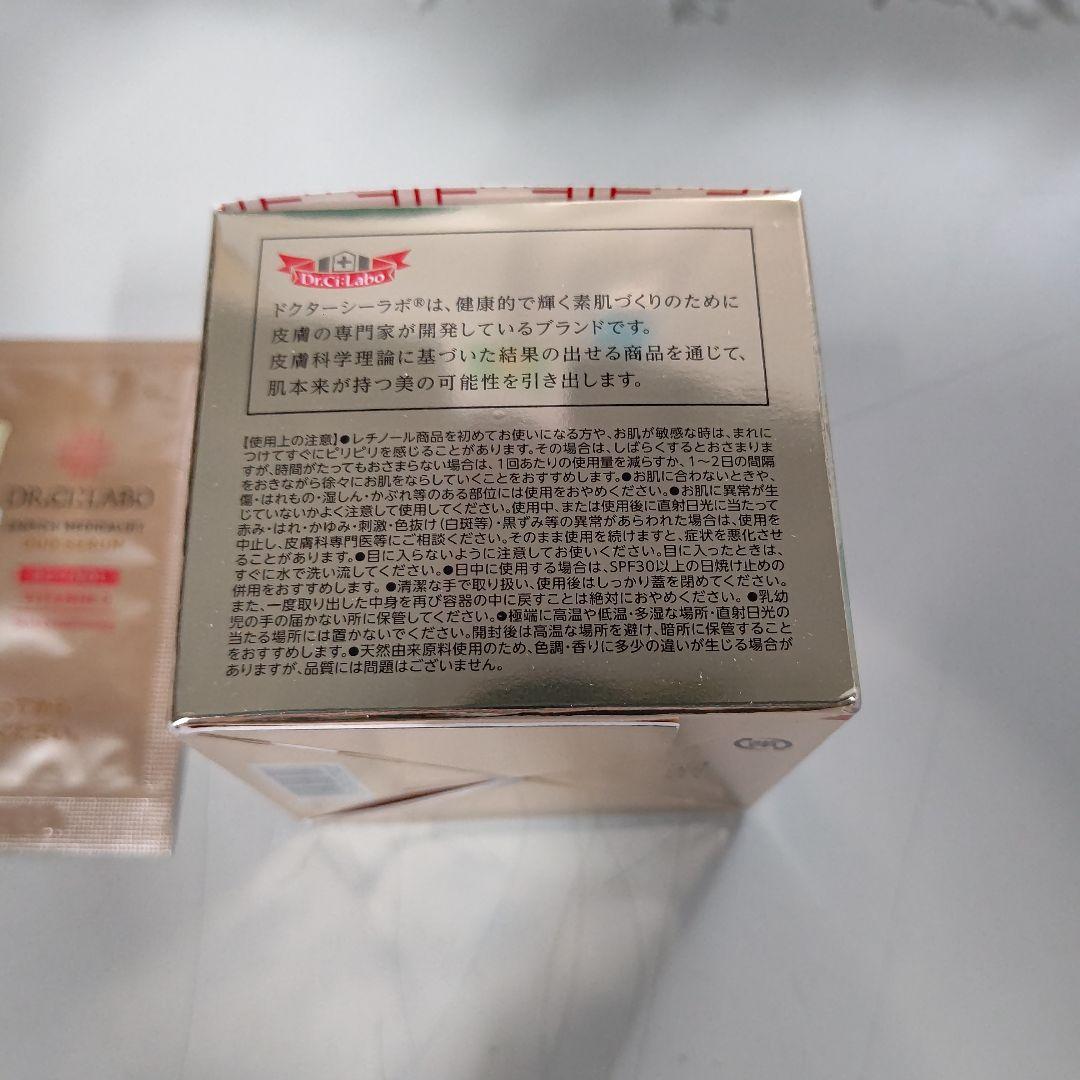 Dr.Ci:Labo
ドクターシーラボ®は、健康的で輝く素肌づくりのために
皮膚の専門家が開発しているブランドです。
皮膚科学理論に基づいた結果の出せる商品を通じて、
肌本来が持つ美の可能性を引き出します。
【使用上の注意】●レチノール商品を初めてお使いになる方や、お肌が敏感な時は、まれに
つけてすぐにピリピリを感じることがあります。その場合は、しばらくするとおさまりま
すが、時間がたってもおさまらない場合は、1回あたりの使用量を減らすか、1～2日の間隔
をおきながら徐々にお肌をならしていくことをおすすめします。●お肌に合わないときや、
傷・はれもの・湿しん・かぶれ等のある部位には使用をおやめください。●お肌に異常が生
じていないかよく注意して使用してください。使用中、または使用後に直射日光に当たって
赤み・はれ・かゆみ・刺激・色抜け(白斑等)・黒ずみ等の異常があらわれた場合は、使用を
中止し、皮膚科専門医等にご相談ください。そのまま使用を続けますと、症状を悪化させ
ることがあります。●目に入らないように注意してお使いください。目に入ったときは、
すぐに水で洗い流してください。●日中に使用する場合は、SPF30以上の日焼け止めの
併用をおすすめします。●清潔な手で取り扱い、使用後はしっかり蓋を閉めてください。
また、一度取り出した中身を再び容器の中に戻すことは絶対におやめください。●乳幼
児の手の届かない所に保管してください。●極端に高温や低温・多湿な場所・直射日光の
当たる場所には置かないでください。開封後は高温な場所を避け、暗所に保管すること
をおすすめします。●天然由来原料使用のため、色調・香りに多少の違いが生じる場合が
ありますが、品質には問題はございません。
DR.CI:LABO
ENRICH MEDICALIFT
DUO SERUM